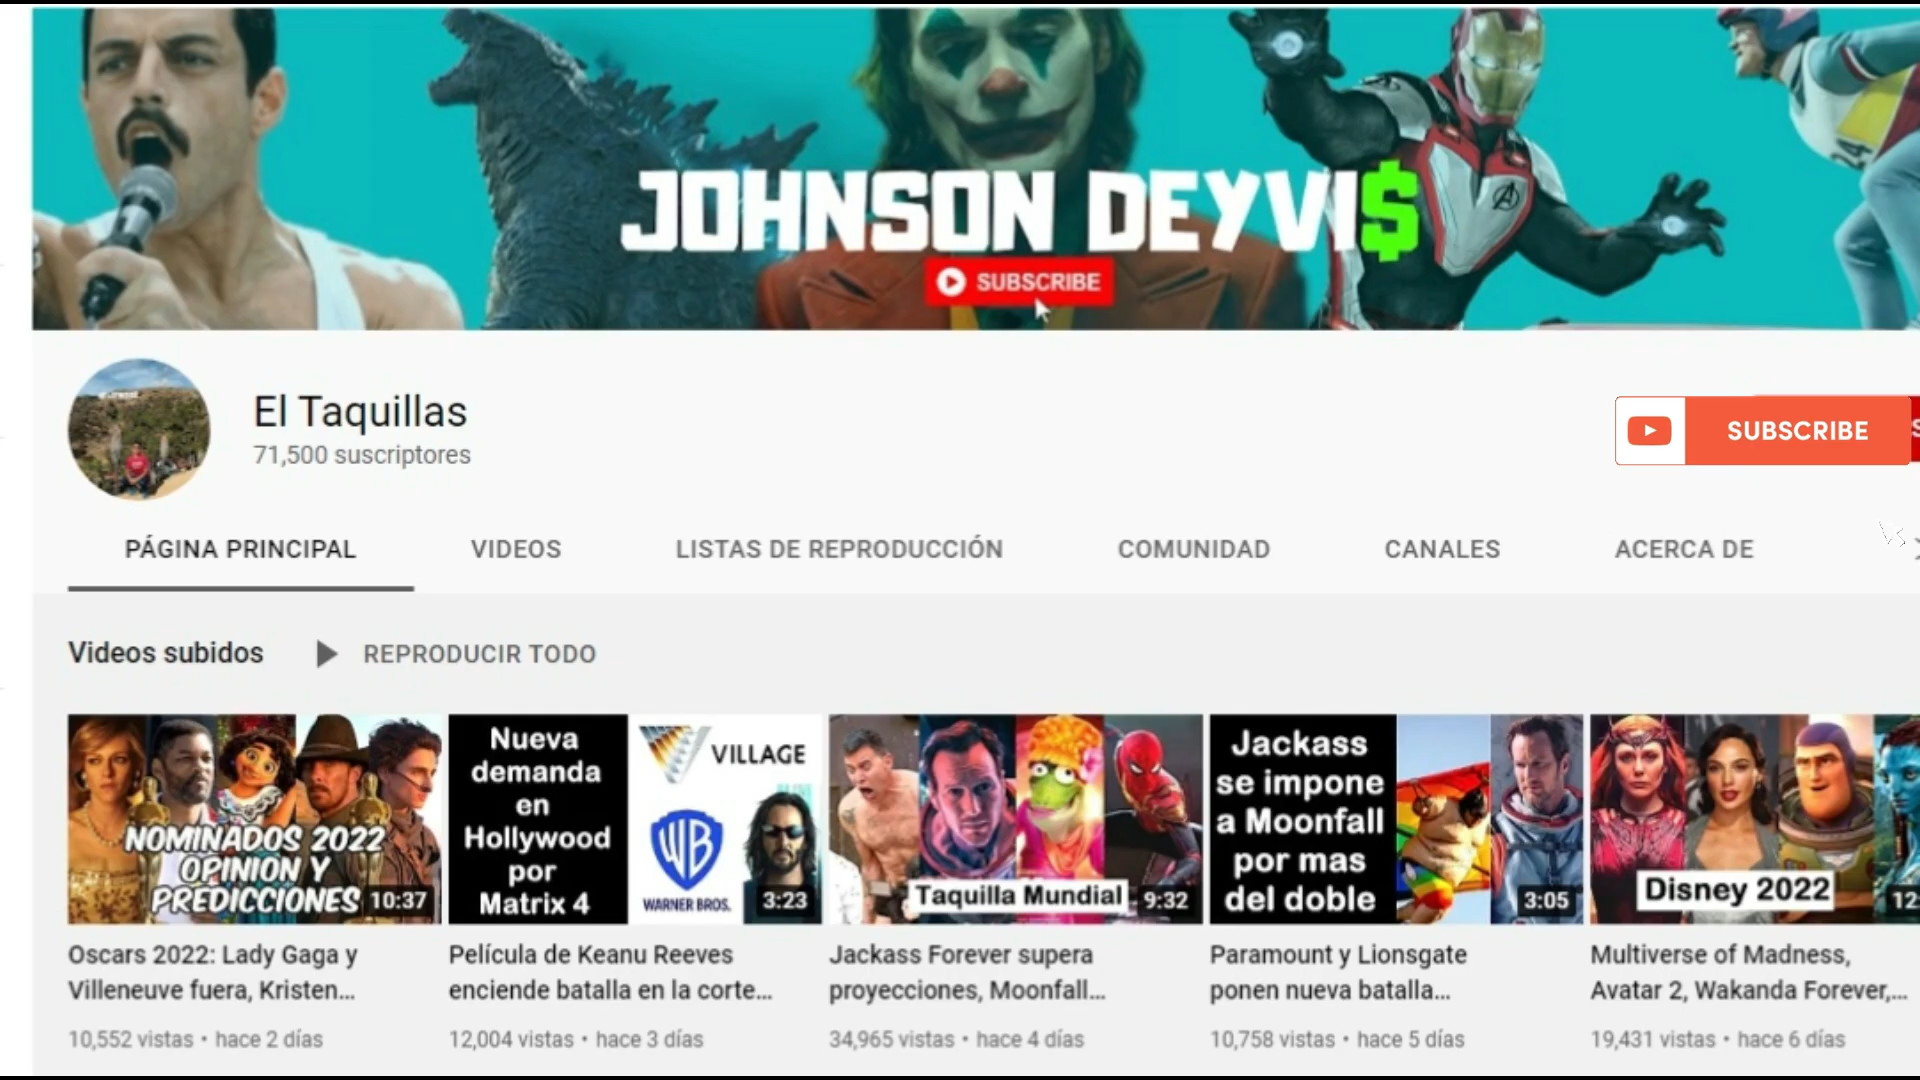 JOHNSON DEYVI$
SUBSCRIBE
El Taquillas
71,500 suscriptores
SUBSCRIBE
PÁGINA PRINCIPAL
VIDEOS
LISTAS DE REPRODUCCIÓN
COMUNIDAD
CANALES
ACERCA DE
Videos subidos
REPRODUCIR TODO
NOMINADOS 2022
OPINION Y
PREDICCIONES
10:37
Nueva
demanda
en
Hollywood
por
Matrix 4
VILLAGE
WB
WARNER BROS.
3:23
Taquilla Mundial
9:32
Jackass
se impone
a Moonfall
por mas
del doble
3:05
Disney 2022
12:
Oscars 2022: Lady Gaga y
Villeneuve fuera, Kristen...
10,552 vistas • hace 2 días
Película de Keanu Reeves
enciende batalla en la corte...
12,004 vistas • hace 3 días
Jackass Forever supera
proyecciones, Moonfall...
34,965 vistas • hace 4 días
Paramount y Lionsgate
ponen nueva batalla...
10,758 vistas • hace 5 días
Multiverse of Madness,
Avatar 2, Wakanda Forever,...
19,431 vistas • hace 6 días